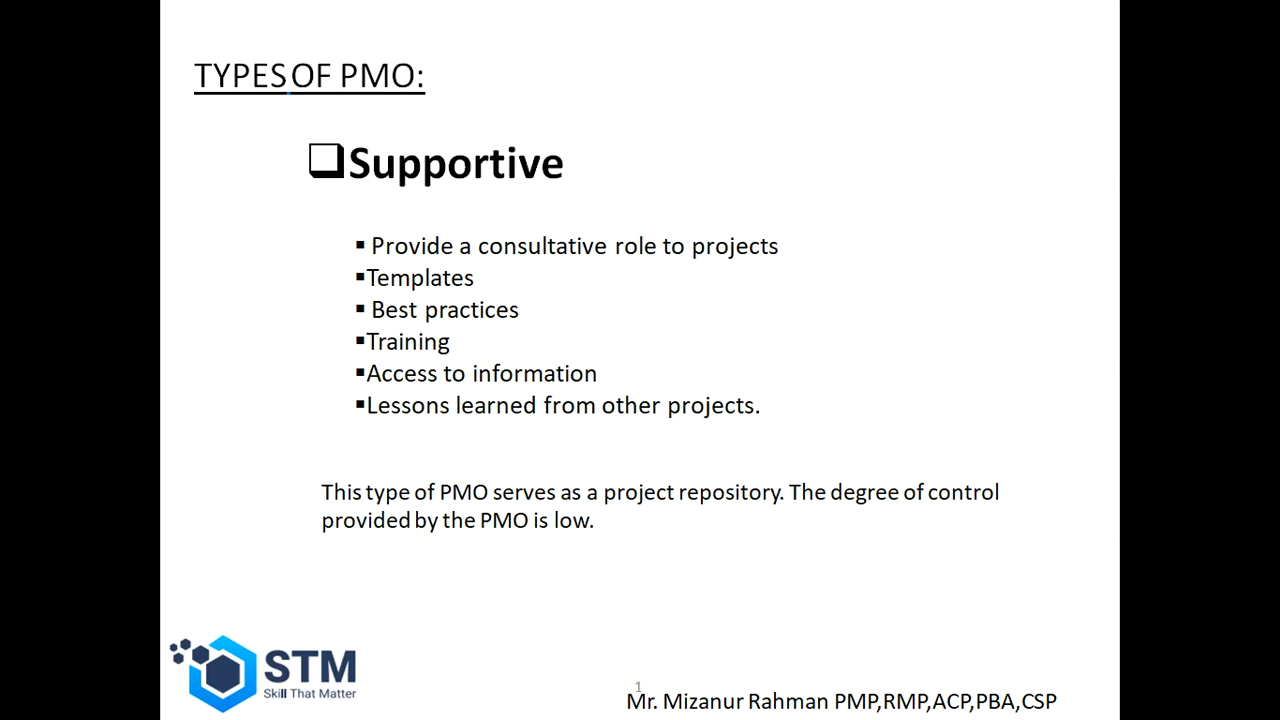 TYPES OF PMO:
❑Supportive
▪ Provide a consultative role to projects
▪Templates
▪ Best practices
▪Training
▪Access to information
▪Lessons learned from other projects.
This type of PMO serves as a project repository. The degree of control
provided by the PMO is low.
STM
Skill That Matter
1
Mr. Mizanur Rahman PMP,RMP,ACP,PBA,CSP